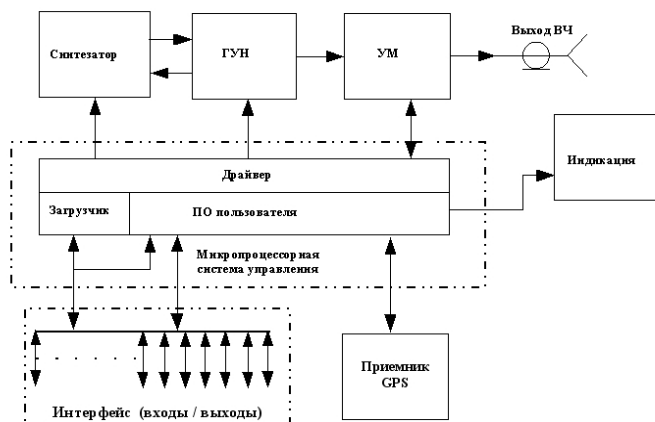 Синтезатор
ГУН
УМ
Выход ВЧ
Драйвер
Индикация
Загрузчик
ПО пользователя
Микропроцессорная
система управления
Приемник
GPS
Интерфейс (входы / выходы)